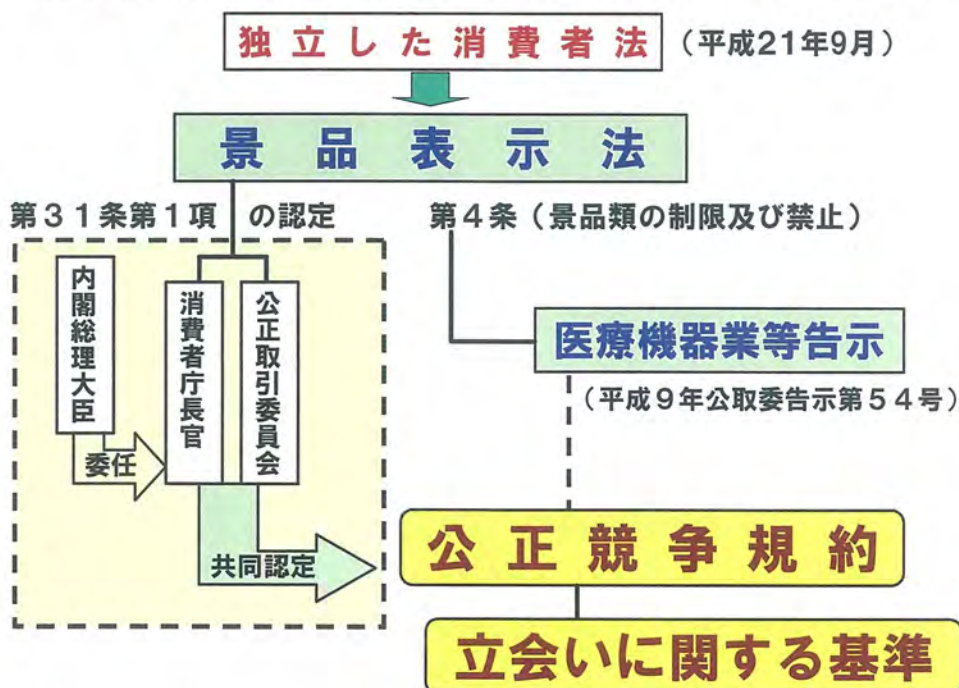 独立した消費者法 (平成21年9月)
景品表示法
第31条第1項 の認定
第4条(景品類の制限及び禁止)
内閣総理大臣
消費者庁長官
公正取引委員会
委任
共同認定
医療機器業等告示
(平成9年公取委告示第54号)
公正競争規約
立会いに関する基準